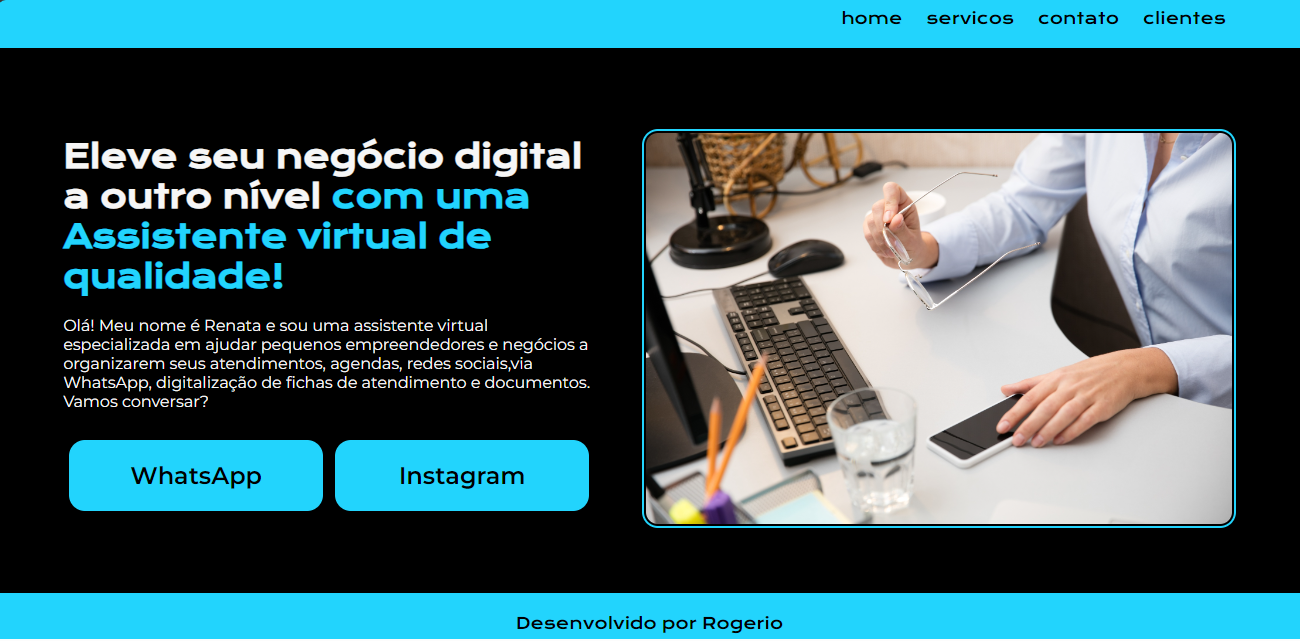 home servicos contato clientes
Eleve seu negócio digital
a outro nível com uma
Assistente virtual de
qualidade!
Olá! Meu nome é Renata e sou uma assistente virtual
especializada em ajudar pequenos empreendedores e negócios a
organizarem seus atendimentos, agendas, redes sociais,via
WhatsApp, digitalização de fichas de atendimento e documentos.
Vamos conversar?
WhatsApp Instagram
Desenvolvido por Rogerio